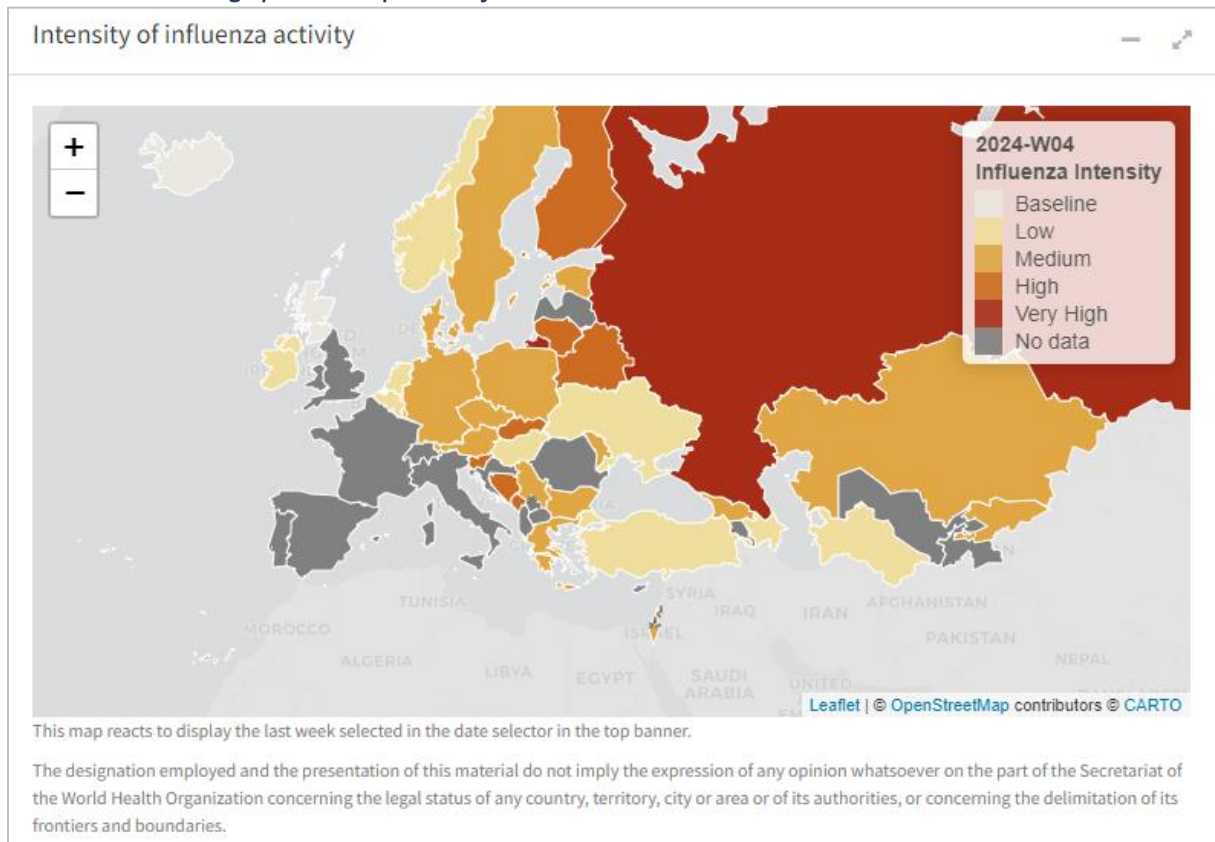 Intensity of influenza activity
+
−
2024-W04
Influenza Intensity
Baseline
Low
Medium
High
Very High
No data
TUNISIA
SYRIA
IRAQ
IRAN
AFGHANISTAN
MOROCCO
PAKISTAN
ALGERIA
LIBYA
EGYPT
SAUDI
ARABIA
NEPAL
UNITED
Leaflet | © OpenStreetMap contributors © CARTO
This map reacts to display the last week selected in the date selector in the top banner.
The designation employed and the presentation of this material do not imply the expression of any opinion whatsoever on the part of the Secretariat of
the World Health Organization concerning the legal status of any country, territory, city or area or of its authorities, or concerning the delimitation of its
frontiers and boundaries.